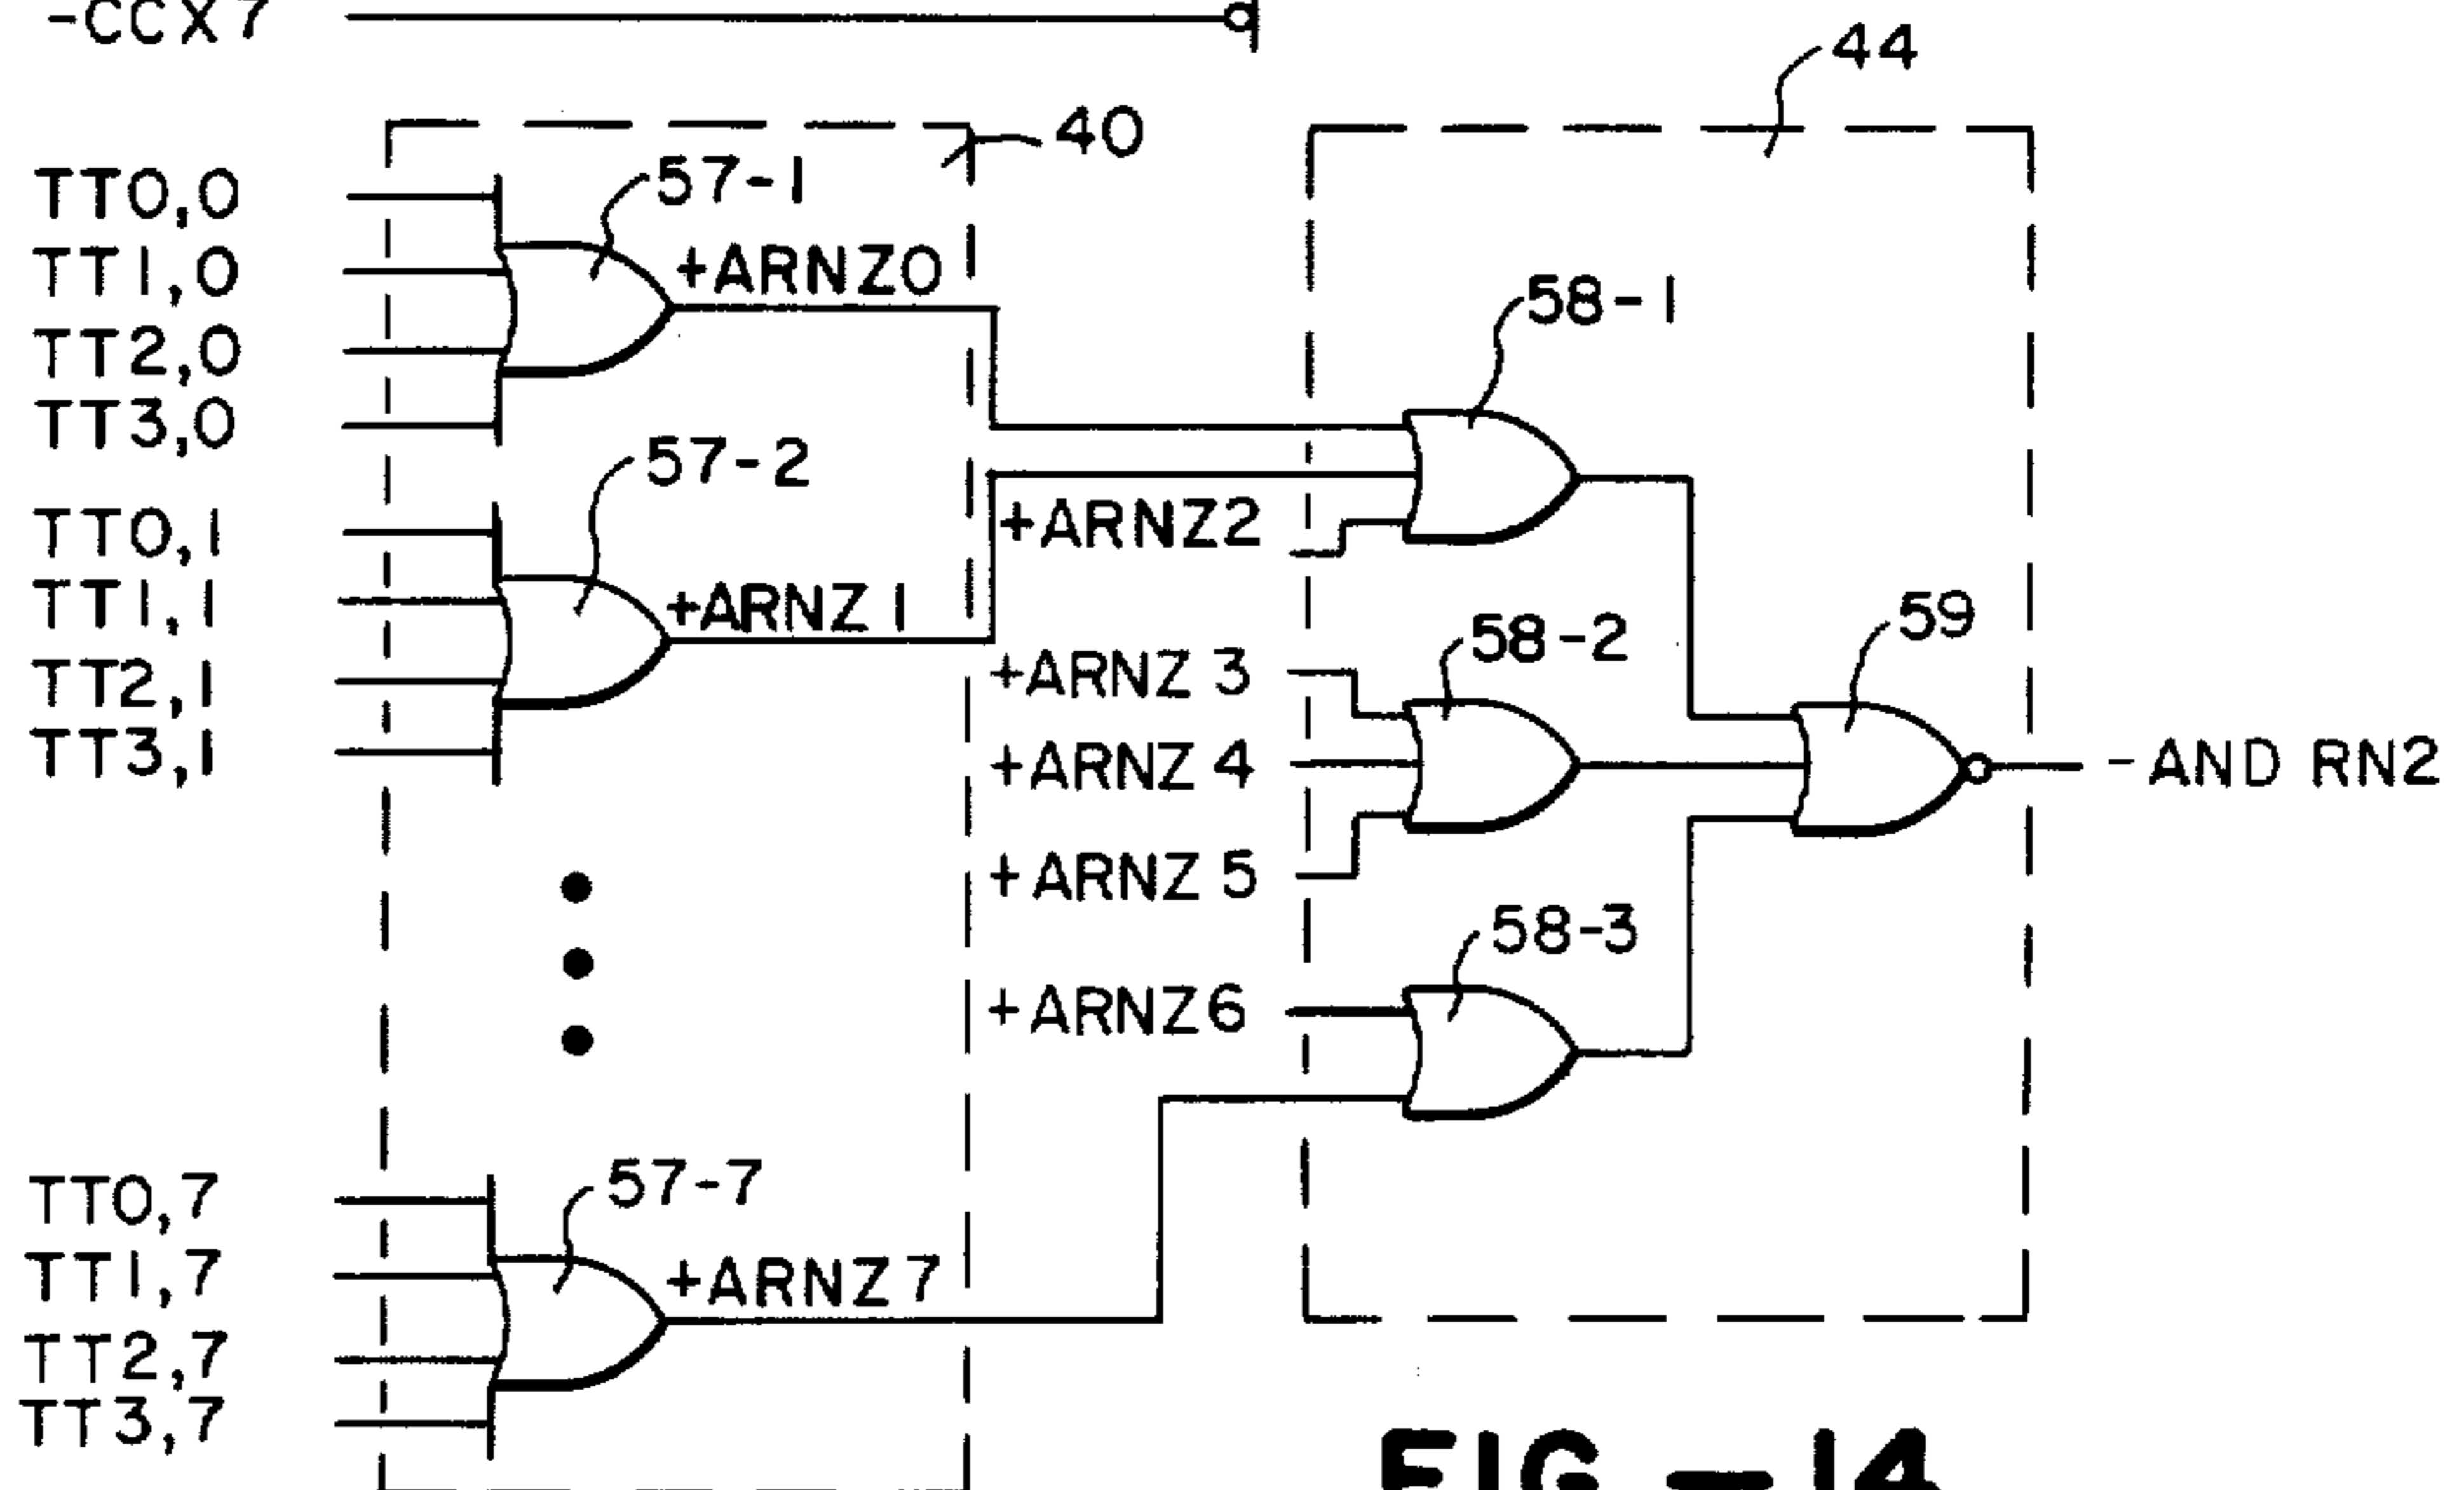 -CCX7
44
40
TT0,0
57-1
TT1,0
+ARNZ0
TT2,0
58-1
TT3,0
57-2
TT0,1
+ARNZ2
TT1,1
+ARNZ1
59
58-2
TT2,1
+ARNZ3
TT3,1
+ARNZ4
-AND RN2
+ARNZ5
58-3
+ARNZ6
TT0,7
57-7
TT1,7
+ARNZ7
TT2,7
TT3,7
FIG.-14